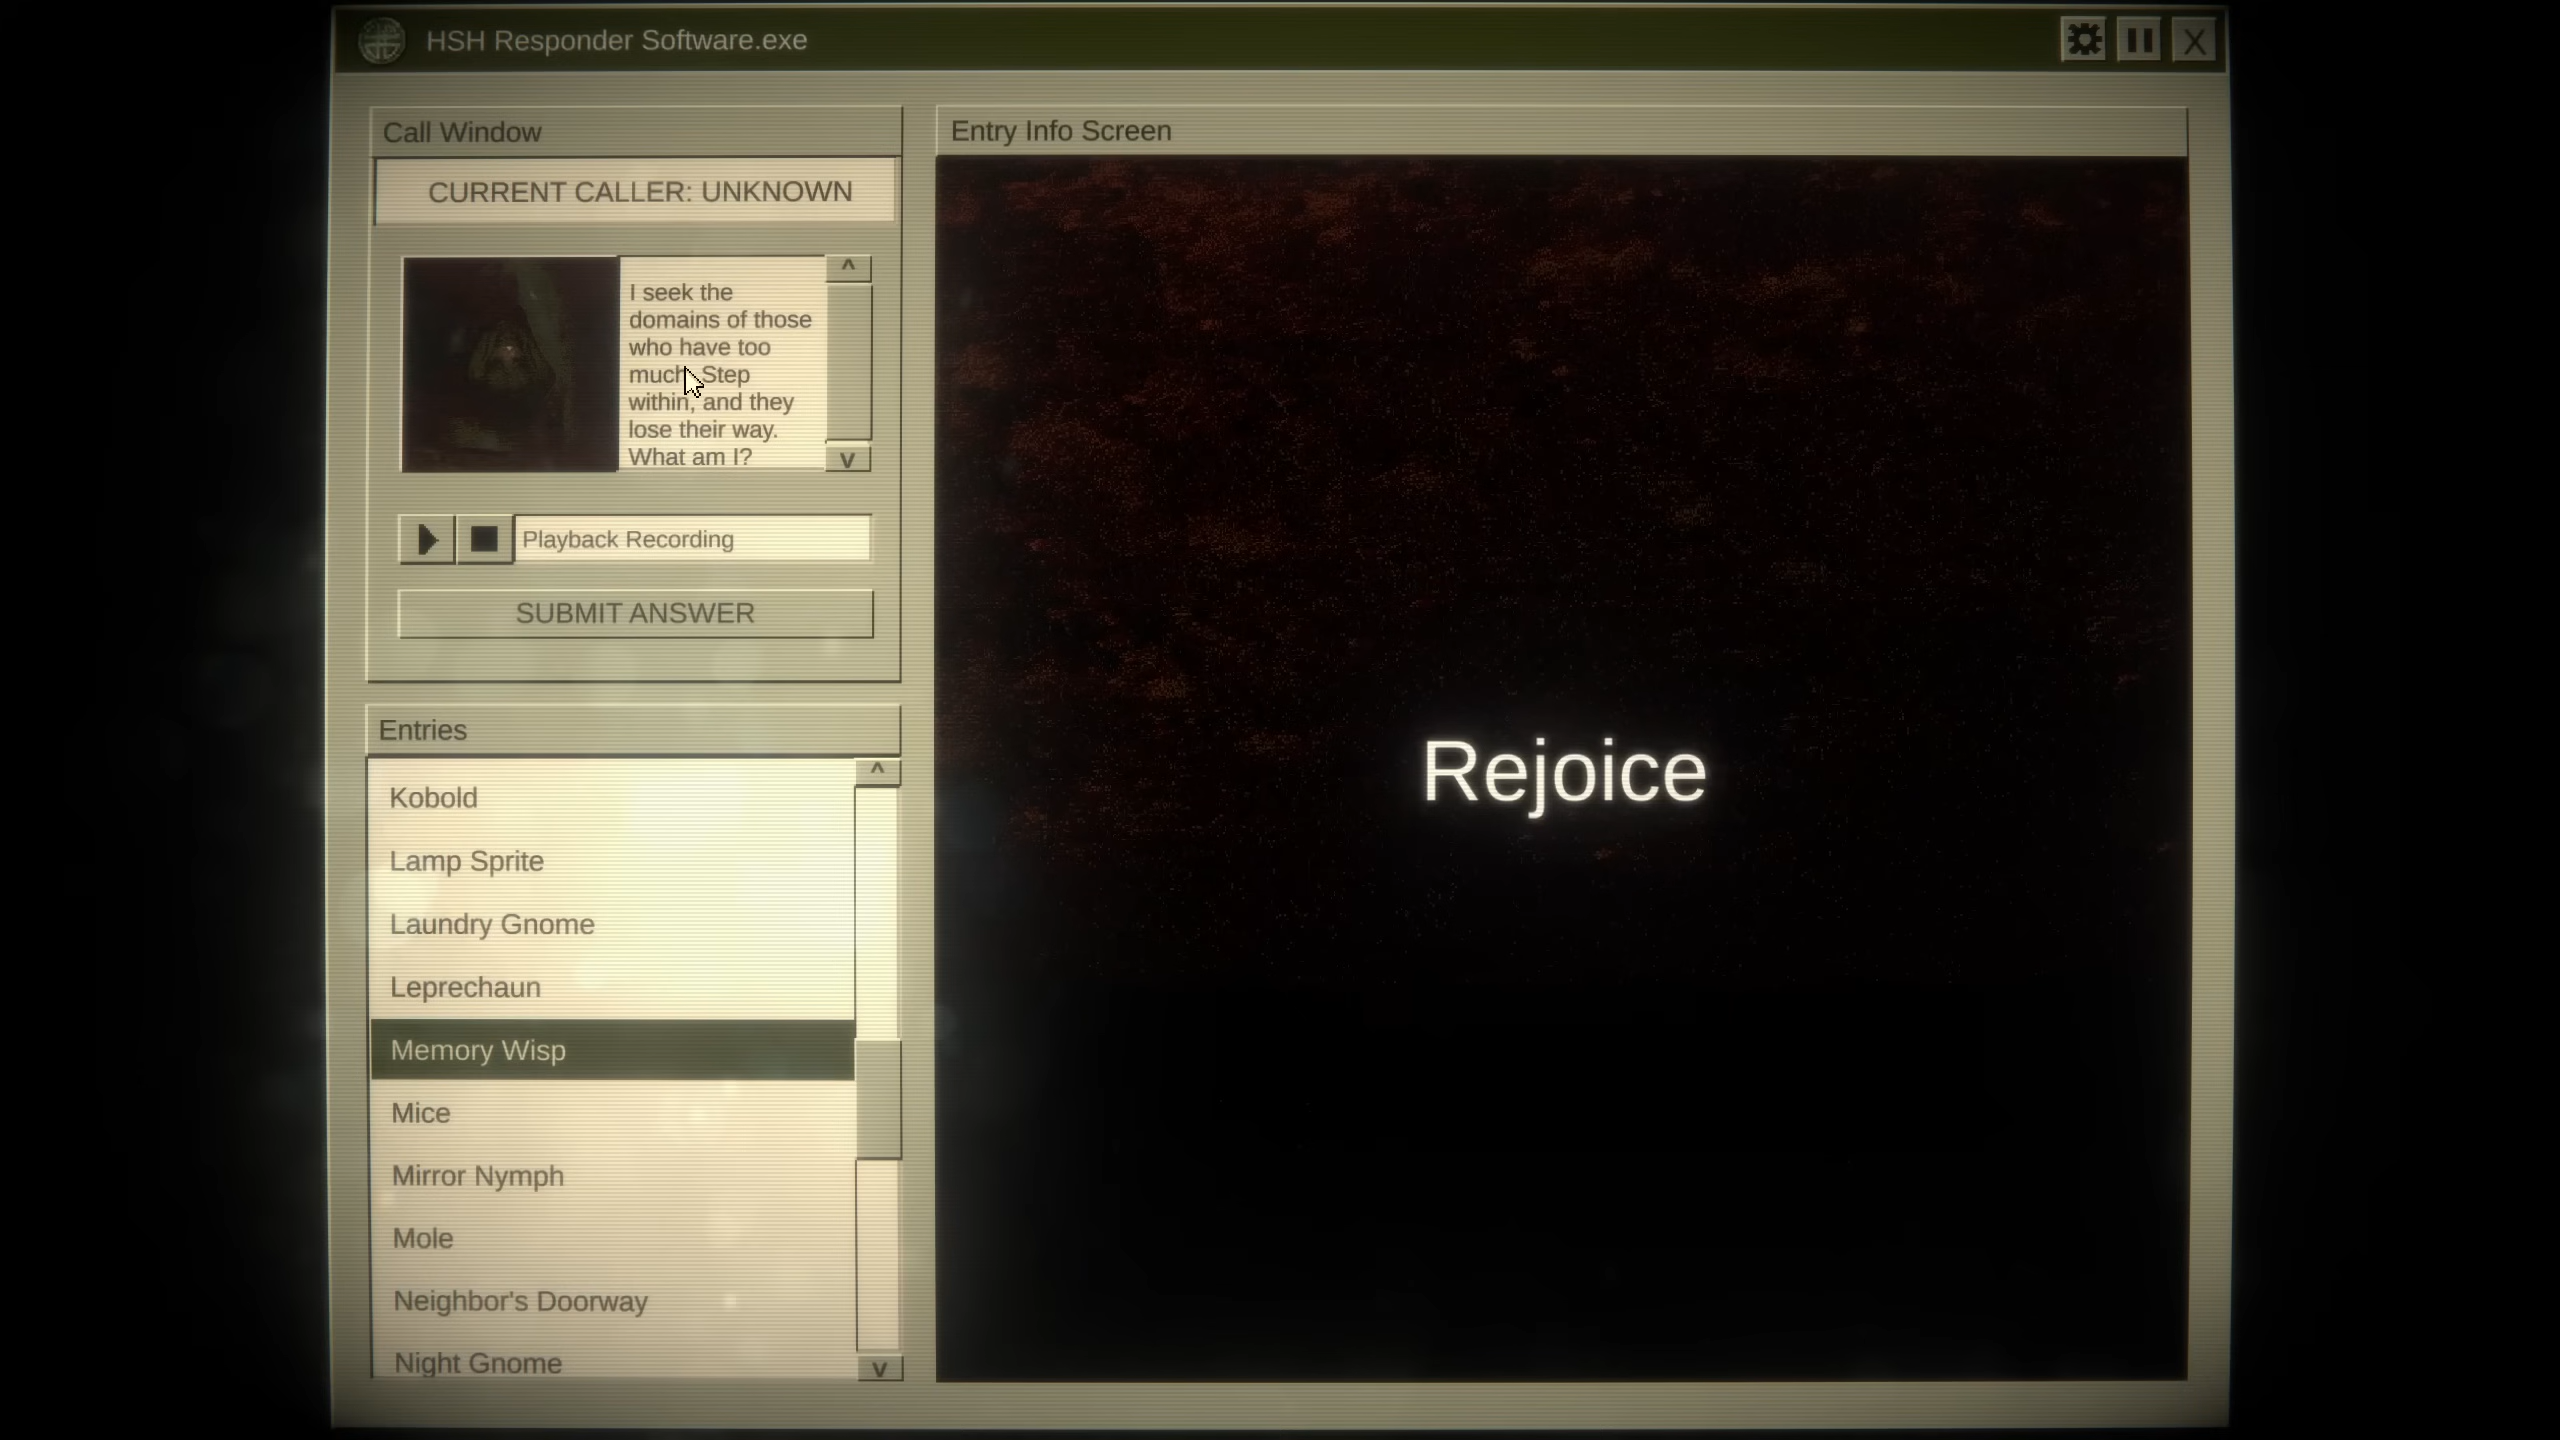 HSH Responder Software.exe
X
Call Window
CURRENT CALLER: UNKNOWN
I seek the
domains of those
who have too
much. Step
within, and they
lose their way.
What am I?
Playback Recording
SUBMIT ANSWER
Entries
Kobold
Lamp Sprite
Laundry Gnome
Leprechaun
Memory Wisp
Mice
Mirror Nymph
Mole
Neighbor's Doorway
Night Gnome
Entry Info Screen
Rejoice